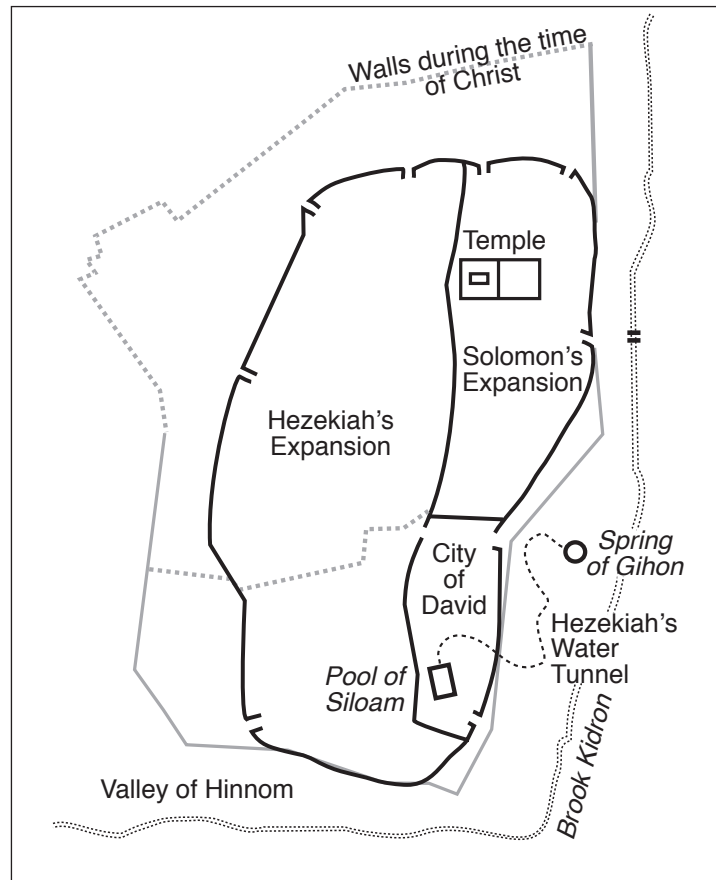 Walls during the time
of Christ
Temple
Solomon’s
Expansion
Hezekiah’s
Expansion
City
of
David
Spring
of Gihon
Hezekiah’s
Water
Tunnel
Pool of
Siloam
Valley of Hinnom
Brook Kidron